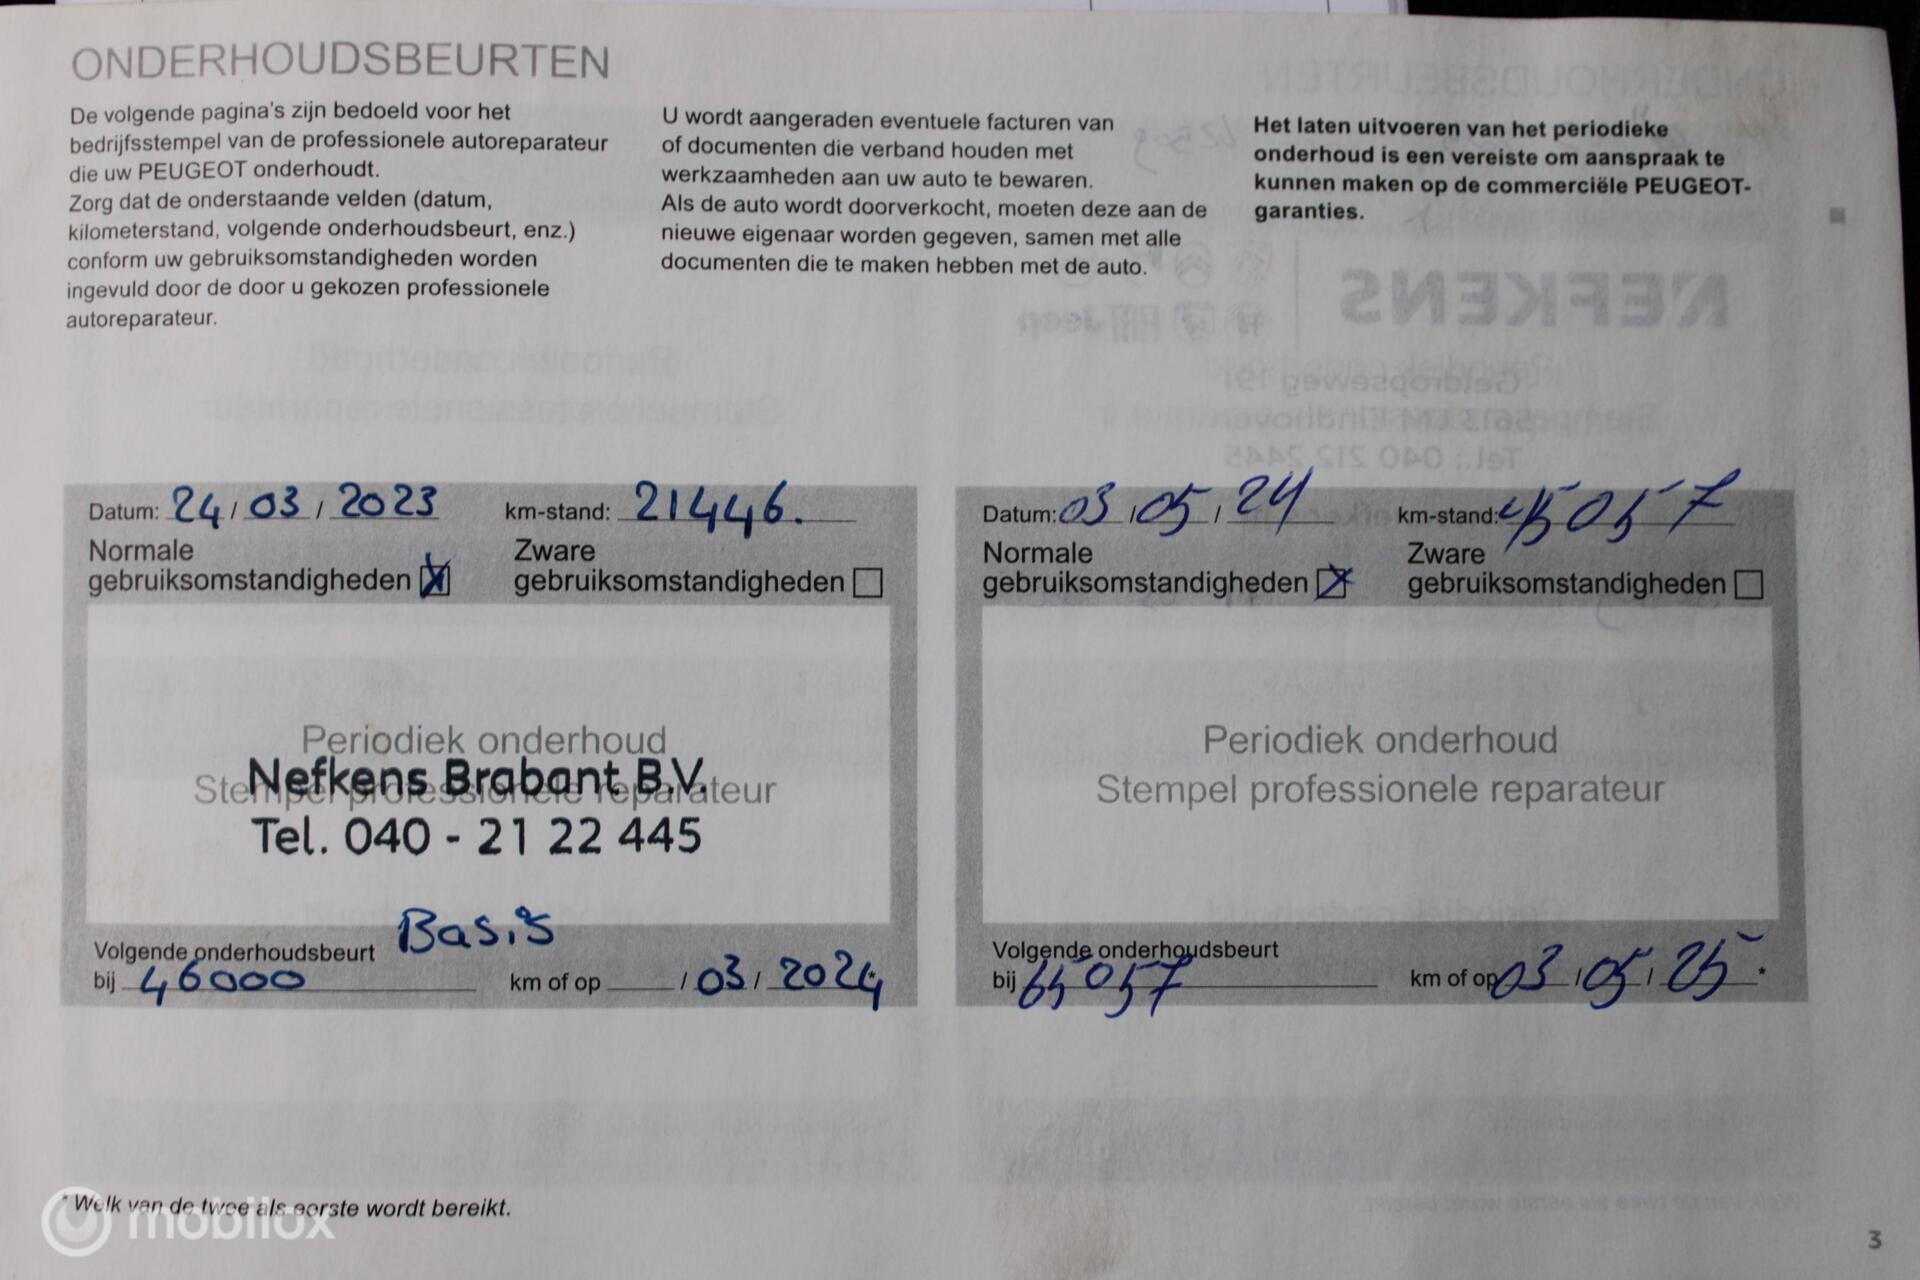 ONDERHOUDSBEURTEN
De volgende pagina's zijn bedoeld voor het
bedrijfsstempel van de professionele autoreparateur
die uw PEUGEOT onderhoudt.
Zorg dat de onderstaande velden (datum,
kilometerstand, volgende onderhoudsbeurt, enz.)
conform uw gebruiksomstandigheden worden
ingevuld door de door u gekozen professionele
autoreparateur.
U wordt aangeraden eventuele facturen van
of documenten die verband houden met
werkzaamheden aan uw auto te bewaren.
Als de auto wordt doorverkocht, moeten deze aan de
nieuwe eigenaar worden gegeven, samen met alle
documenten die te maken hebben met de auto.
Het laten uitvoeren van het periodieke
onderhoud is een vereiste om aanspraak te
kunnen maken op de commerciële PEUGEOT-
garanties.
Datum: 24 / 03 / 2023 km-stand: 21446.
Normale
gebruiksomstandigheden
Zware
gebruiksomstandigheden
Periodiek onderhoud
Stempel professionele reparateur
Nefkens Brabant B.V.
Tel. 040 - 21 22 445
Basis
Volgende onderhoudsbeurt
bij 46000 km of op / 03 / 2024 *
Datum: 03 / 05 / 24 km-stand: 45057
Normale
gebruiksomstandigheden
Zware
gebruiksomstandigheden
Periodiek onderhoud
Stempel professionele reparateur
Volgende onderhoudsbeurt
bij 65057 km of op 03 / 05 / 25 *
* Welk van de twee als eerste wordt bereikt.
mobilox
3